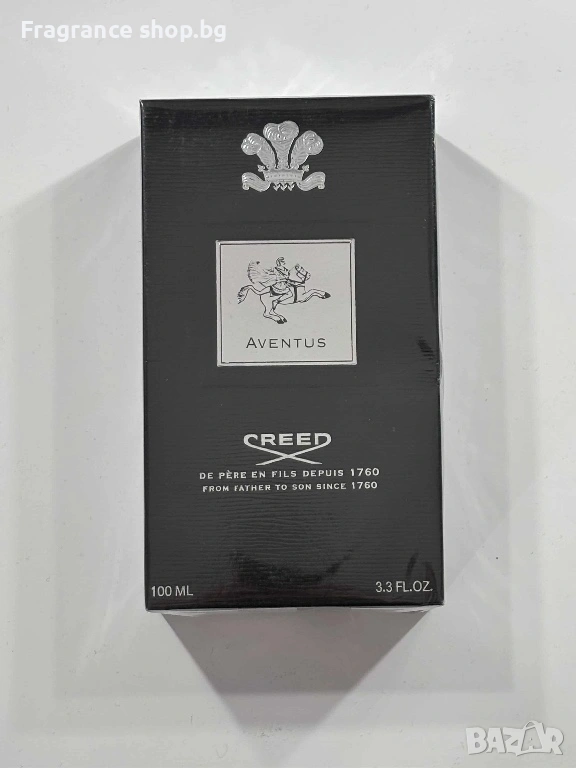 Fragrance shop.bg
AVENTUS
CREED
DE PÈRE EN FILS DEPUIS 1760
FROM FATHER TO SON SINCE 1760
100 ML
3.3 FL.OZ.
BAZAR